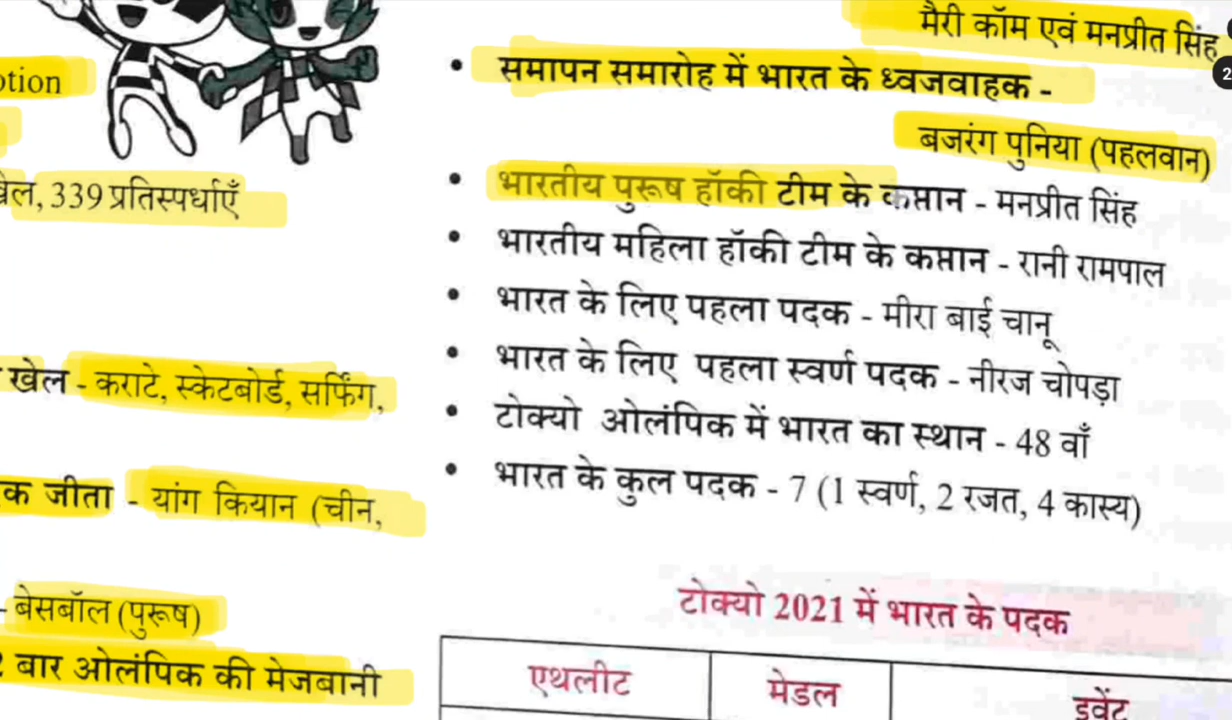 मैरी कॉम एवं मनप्रीत सिंह
• समापन समारोह में भारत के ध्वजवाहक -
बजरंग पुनिया (पहलवान)
• भारतीय पुरूष हॉकी टीम के कप्तान - मनप्रीत सिंह
• भारतीय महिला हॉकी टीम के कप्तान - रानी रामपाल
• भारत के लिए पहला पदक - मीरा बाई चानू
• भारत के लिए पहला स्वर्ण पदक - नीरज चोपड़ा
• टोक्यो ओलंपिक में भारत का स्थान - 48 वाँ
• भारत के कुल पदक - 7 (1 स्वर्ण, 2 रजत, 4 कास्य)
टोक्यो 2021 में भारत के पदक
एथलीट मेडल इवेंट
otion
339 प्रतिस्पर्धाएँ
खेल - कराटे, स्केटबोर्ड, सर्फिंग,
क जीता - यांग कियान (चीन,
- बेसबॉल (पुरूष)
बार ओलंपिक की मेजबानी
2